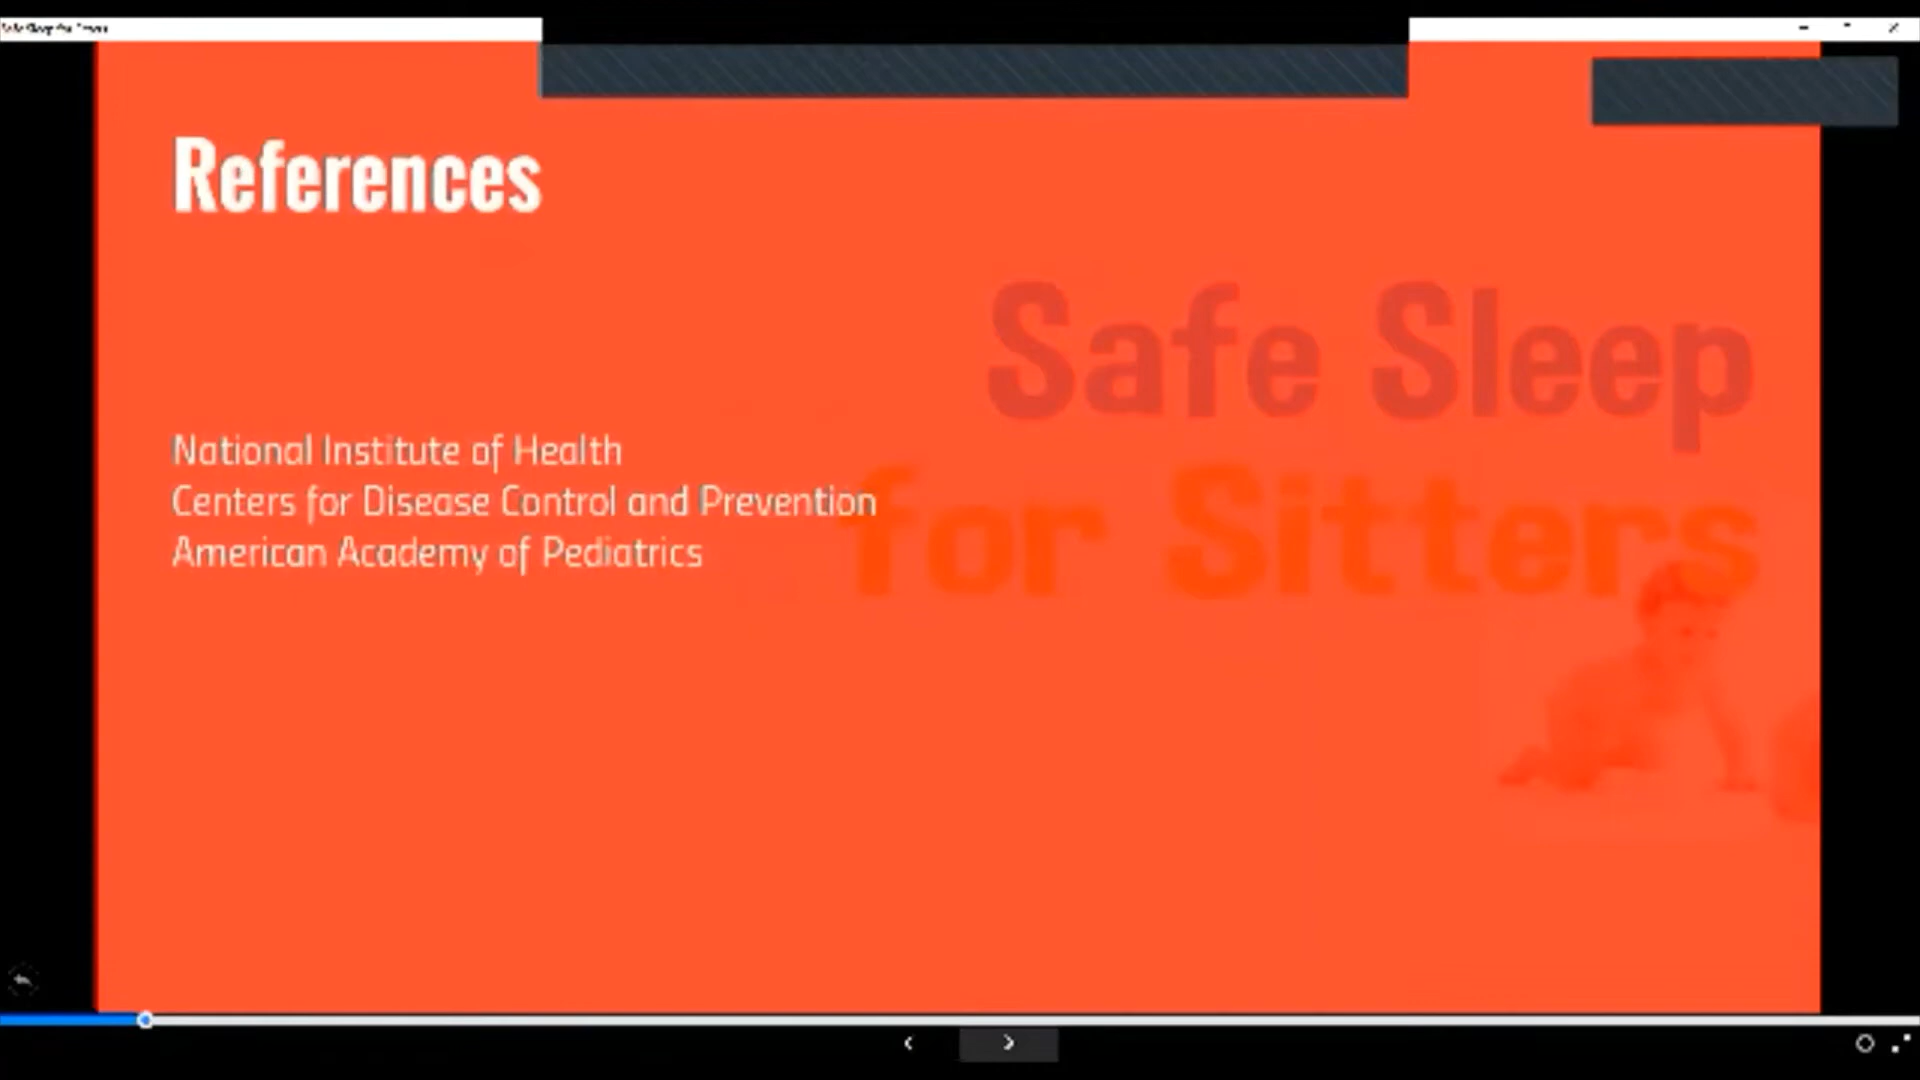 References
Safe Sleep
for Sitters
National Institute of Health
Centers for Disease Control and Prevention
American Academy of Pediatrics